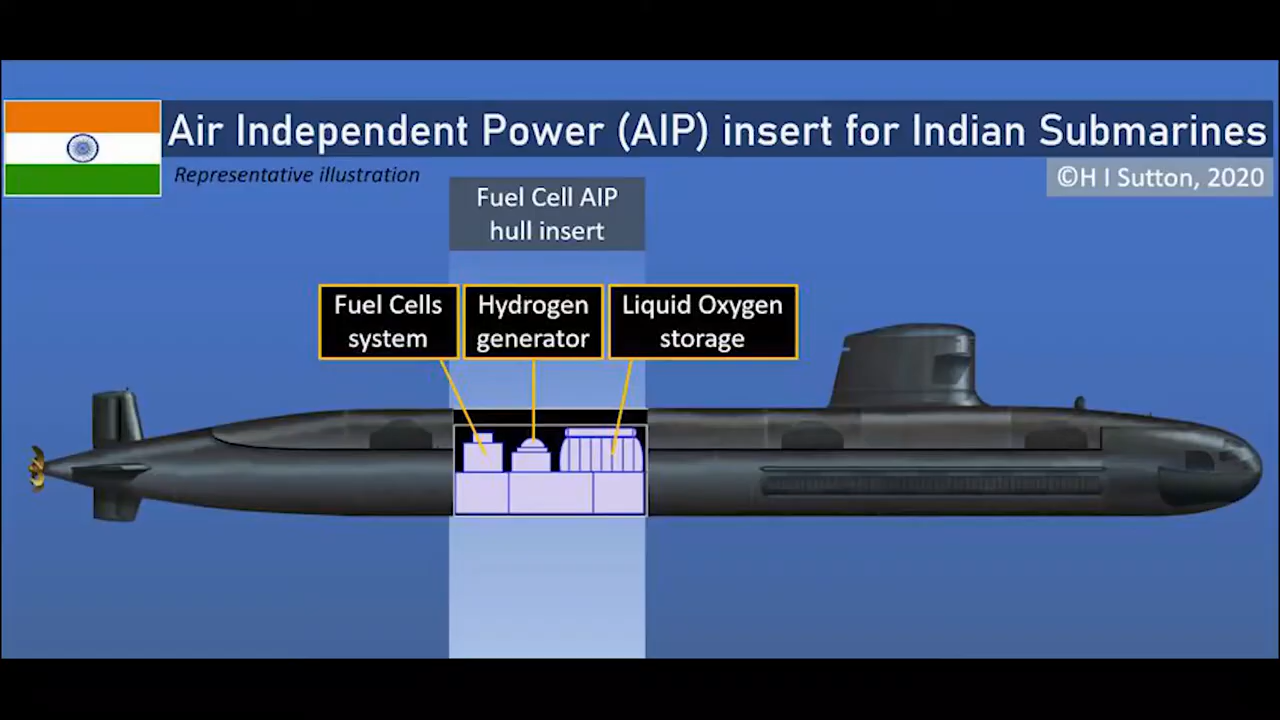 Air Independent Power (AIP) insert for Indian Submarines
Representative illustration
©H I Sutton, 2020
Fuel Cell AIP
hull insert
Fuel Cells
system
Hydrogen
generator
Liquid Oxygen
storage